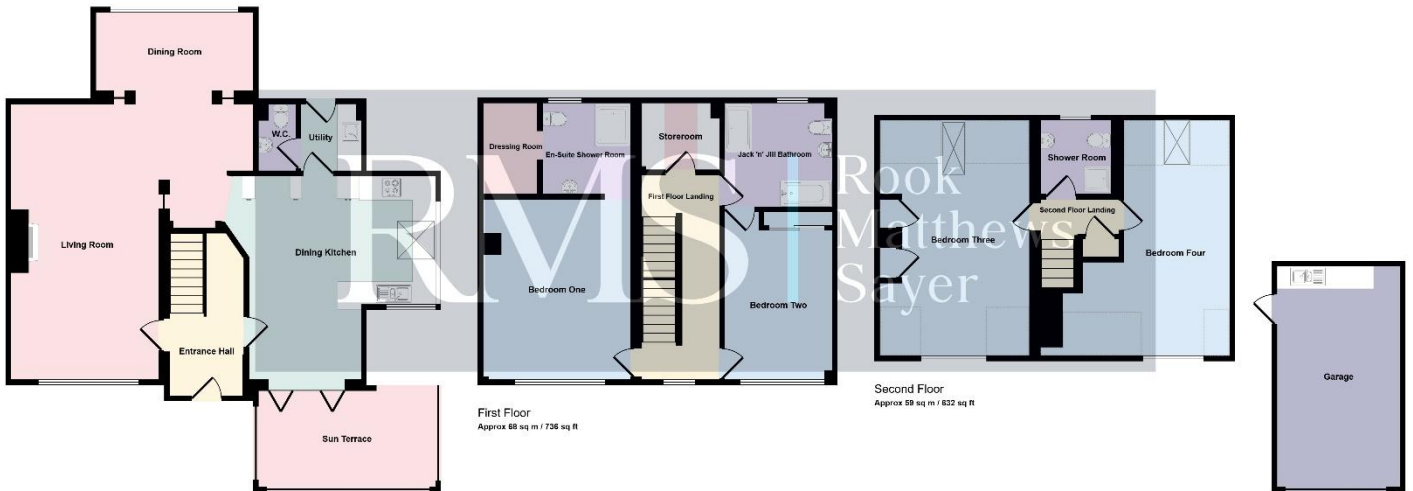 Dining Room
W.C.
Utility
Living Room
Dining Kitchen
Entrance Hall
Sun Terrace
Dressing Room
En-Suite Shower Room
Storeroom
Jack 'n' Jill Bathroom
First Floor Landing
Bedroom One
Bedroom Two
First Floor
Approx 68 sq m / 736 sq ft
Shower Room
Second Floor Landing
Bedroom Three
Bedroom Four
Second Floor
Approx 59 sq m / 632 sq ft
Garage
RMS
Rook
Matthews
Sayer